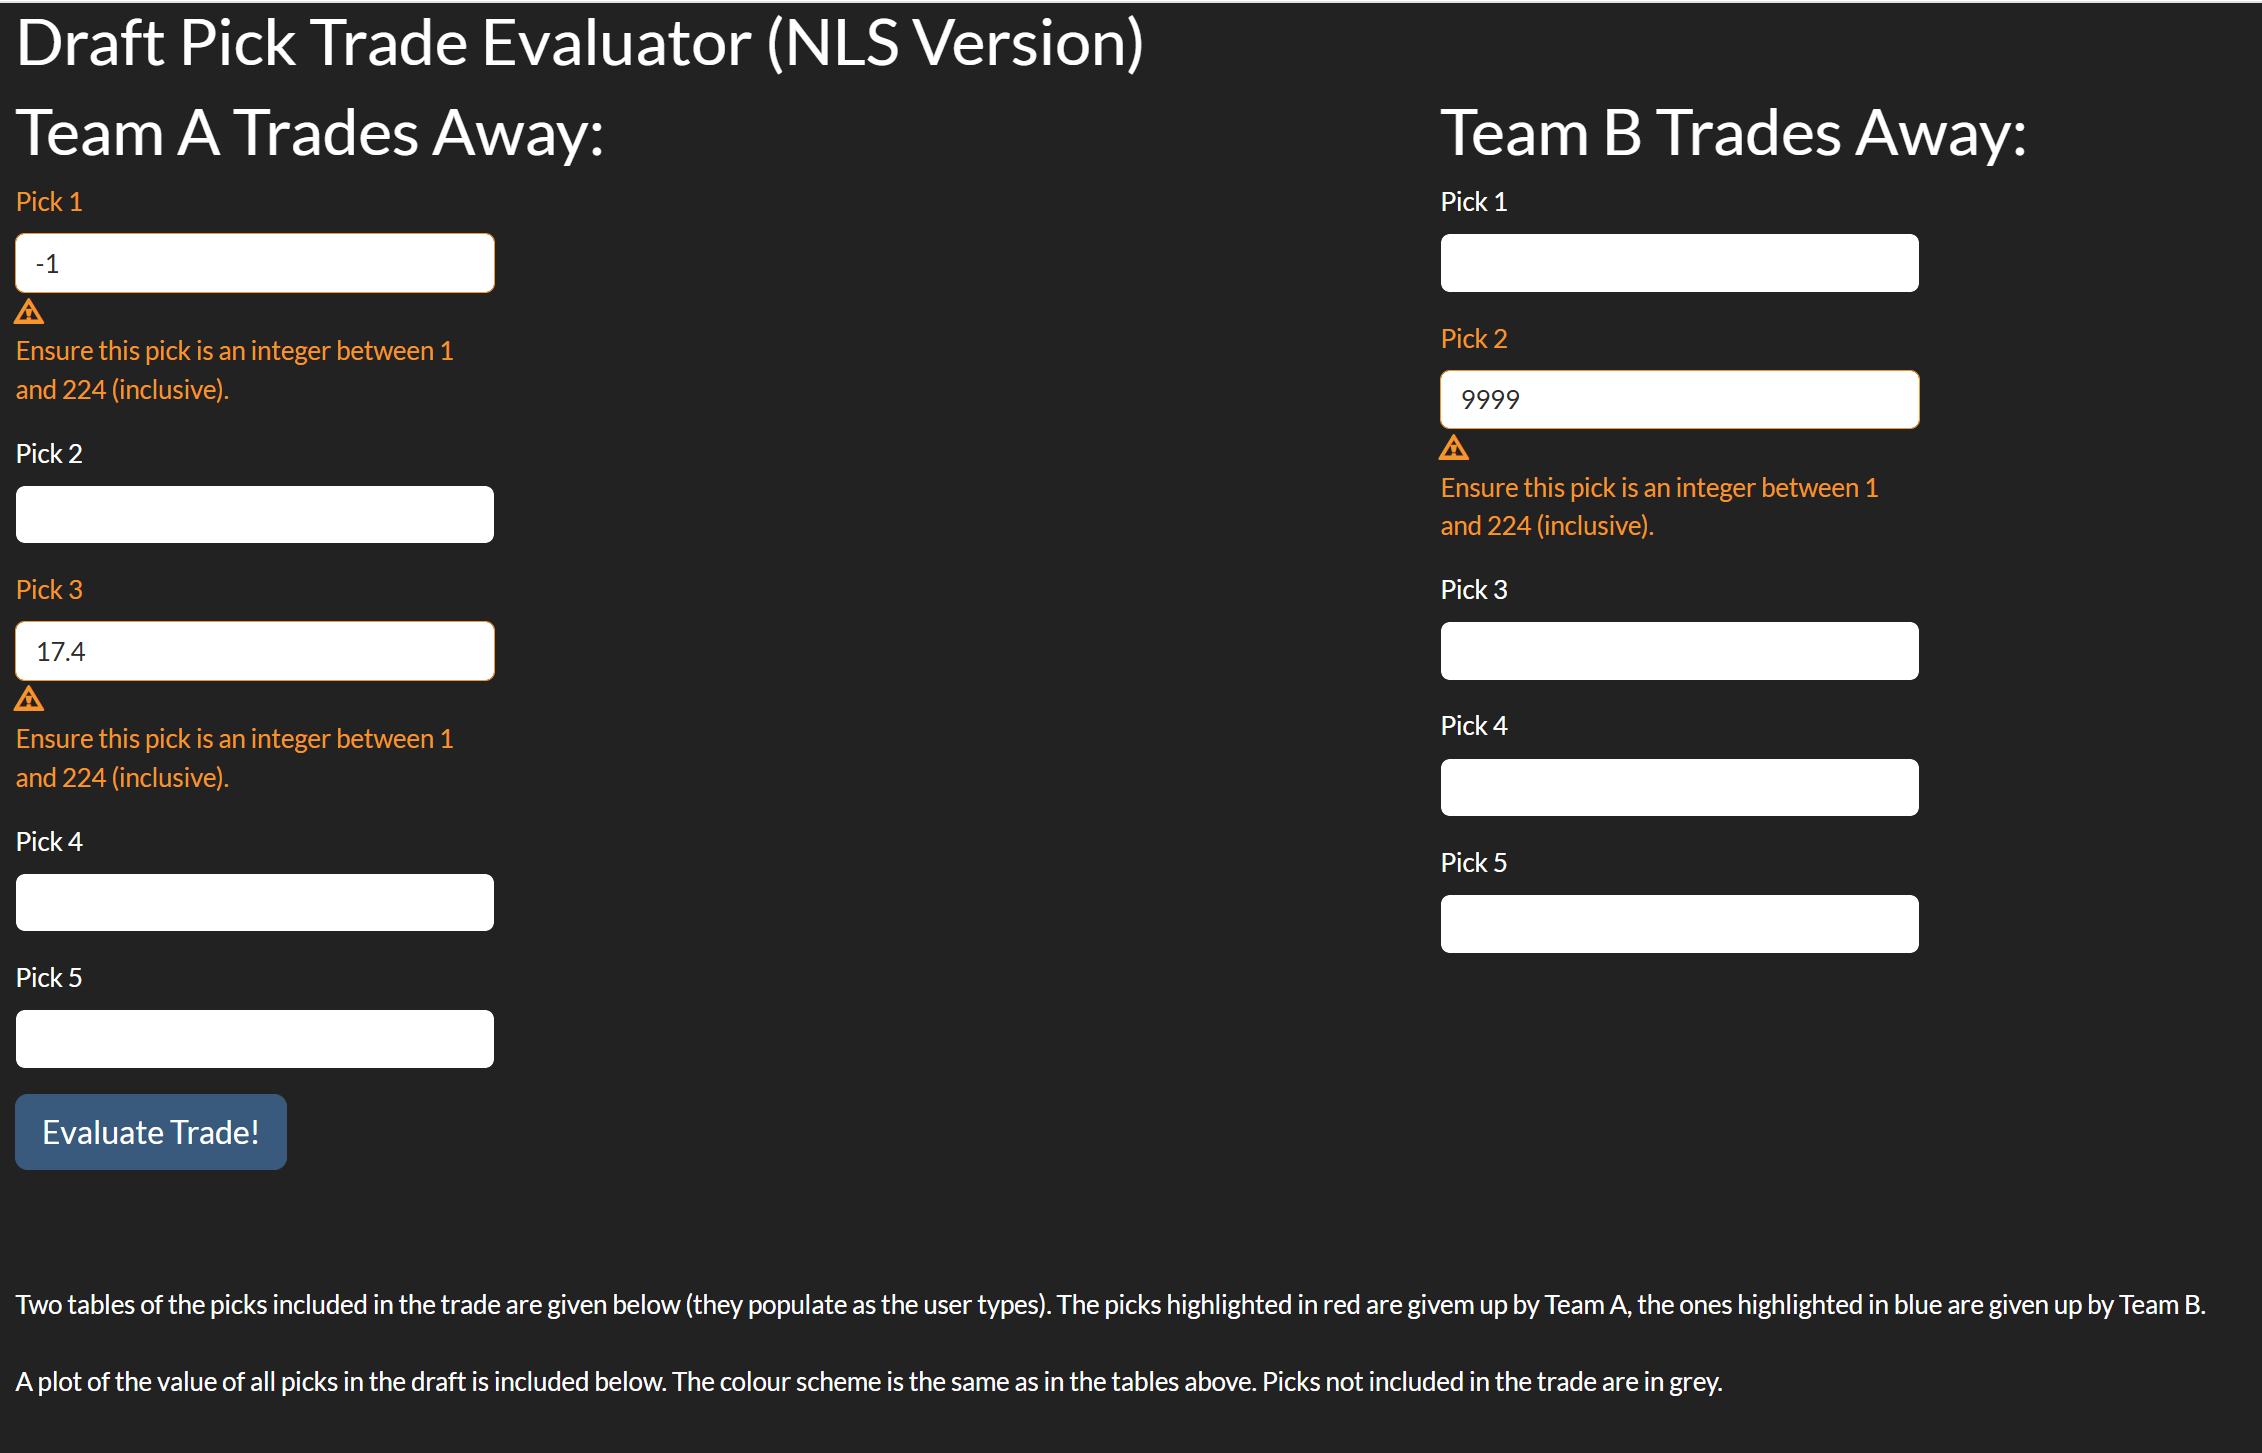 Draft Pick Trade Evaluator (NLS Version)
Team A Trades Away:
Pick 1
-1
Ensure this pick is an integer between 1
and 224 (inclusive).
Pick 2
Pick 3
17.4
Ensure this pick is an integer between 1
and 224 (inclusive).
Pick 4
Pick 5
Evaluate Trade!
Team B Trades Away:
Pick 1
Pick 2
9999
Ensure this pick is an integer between 1
and 224 (inclusive).
Pick 3
Pick 4
Pick 5
Two tables of the picks included in the trade are given below (they populate as the user types). The picks highlighted in red are givem up by Team A, the ones highlighted in blue are given up by Team B.
A plot of the value of all picks in the draft is included below. The colour scheme is the same as in the tables above. Picks not included in the trade are in grey.